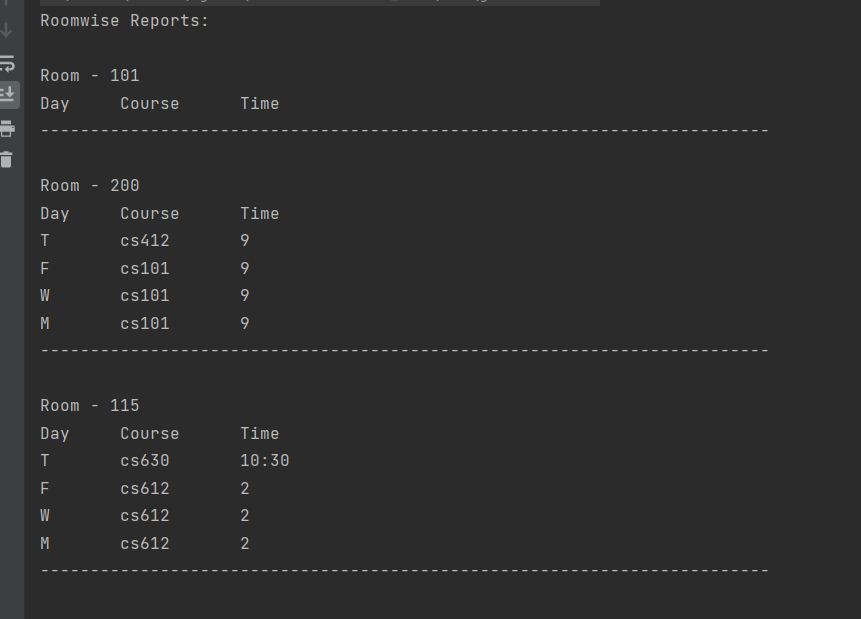 Roomwise Reports:
Room - 101
Day Course Time
-------------------------------------------------------------------------
Room - 200
Day Course Time
T cs412 9
F cs101 9
W cs101 9
M cs101 9
-------------------------------------------------------------------------
Room - 115
Day Course Time
T cs630 10:30
F cs612 2
W cs612 2
M cs612 2
-------------------------------------------------------------------------